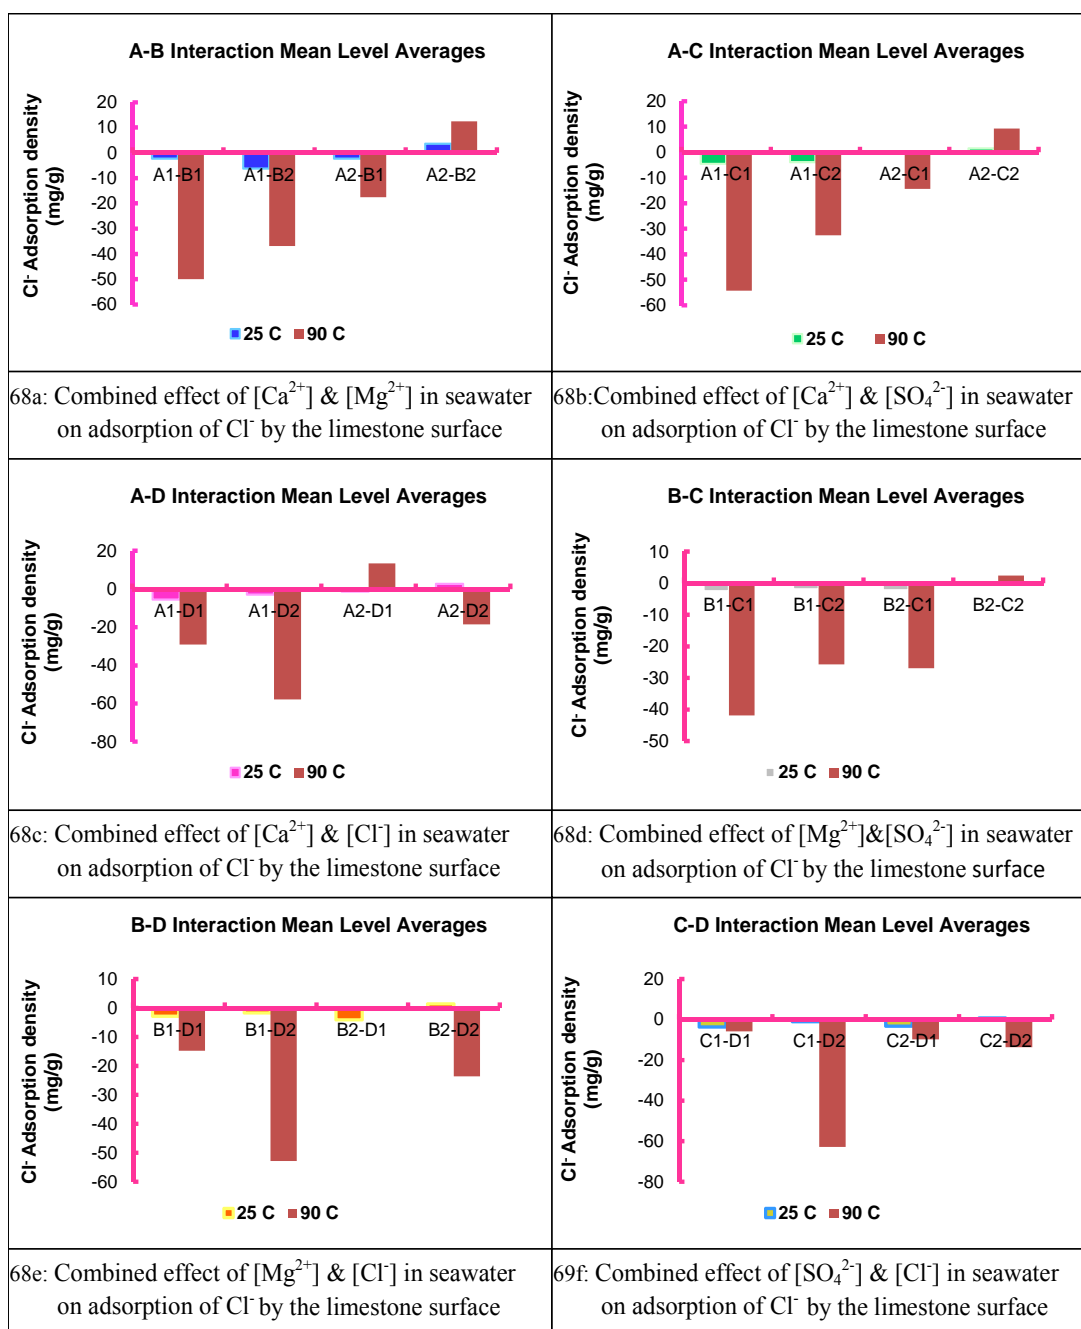 A-B Interaction Mean Level Averages
Cl⁻ Adsorption density
(mg/g)
20
10
0
-10
-20
-30
-40
-50
-60
A1-B1 A1-B2 A2-B1 A2-B2
25 C 90 C
68a: Combined effect of [Ca²⁺] & [Mg²⁺] in seawater
on adsorption of Cl⁻ by the limestone surface
A-C Interaction Mean Level Averages
Cl⁻ Adsorption density
(mg/g)
20
10
0
-10
-20
-30
-40
-50
-60
A1-C1 A1-C2 A2-C1 A2-C2
25 C 90 C
68b:Combined effect of [Ca²⁺] & [SO₄²⁻] in seawater
on adsorption of Cl⁻ by the limestone surface
A-D Interaction Mean Level Averages
Cl⁻ Adsorption density
(mg/g)
20
0
-20
-40
-60
-80
A1-D1 A1-D2 A2-D1 A2-D2
25 C 90 C
68c: Combined effect of [Ca²⁺] & [Cl⁻] in seawater
on adsorption of Cl⁻ by the limestone surface
B-C Interaction Mean Level Averages
Cl⁻ Adsorption density
(mg/g)
10
0
-10
-20
-30
-40
-50
B1-C1 B1-C2 B2-C1 B2-C2
25 C 90 C
68d: Combined effect of [Mg²⁺]&[SO₄²⁻] in seawater
on adsorption of Cl⁻ by the limestone surface
B-D Interaction Mean Level Averages
Cl⁻ Adsorption density
(mg/g)
10
0
-10
-20
-30
-40
-50
-60
B1-D1 B1-D2 B2-D1 B2-D2
25 C 90 C
68e: Combined effect of [Mg²⁺] & [Cl⁻] in seawater
on adsorption of Cl⁻ by the limestone surface
C-D Interaction Mean Level Averages
Cl⁻ Adsorption density
(mg/g)
20
0
-20
-40
-60
-80
C1-D1 C1-D2 C2-D1 C2-D2
25 C 90 C
69f: Combined effect of [SO₄²⁻] & [Cl⁻] in seawater
on adsorption of Cl⁻ by the limestone surface